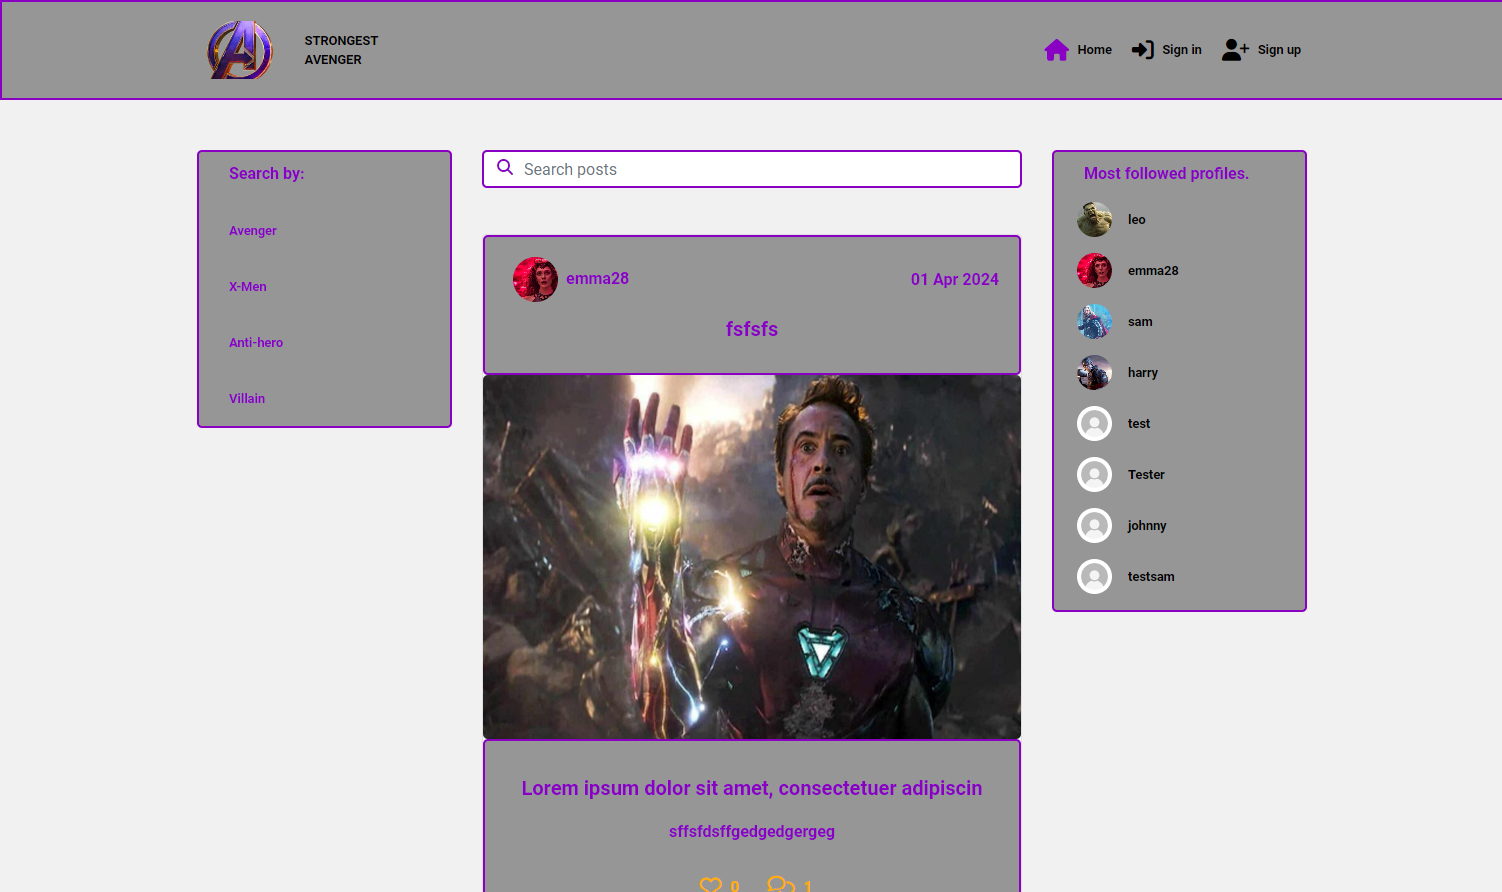 STRONGEST
AVENGER
Home
Sign in
Sign up
Search by:
Avenger
X-Men
Anti-hero
Villain
Search posts
emma28
01 Apr 2024
fsfsfs
Lorem ipsum dolor sit amet, consectetuer adipiscin
sffsfdsffgedgedgergeg
0
1
Most followed profiles.
leo
emma28
sam
harry
test
Tester
johnny
testsam